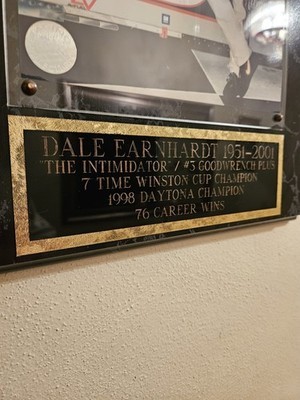 DALE EARNHARDT 1951-2001
"THE INTIMIDATOR" / #3 GOODWRENCH PLUS
7 TIME WINSTON CUP CHAMPION
1998 DAYTONA CHAMPION
76 CAREER WINS